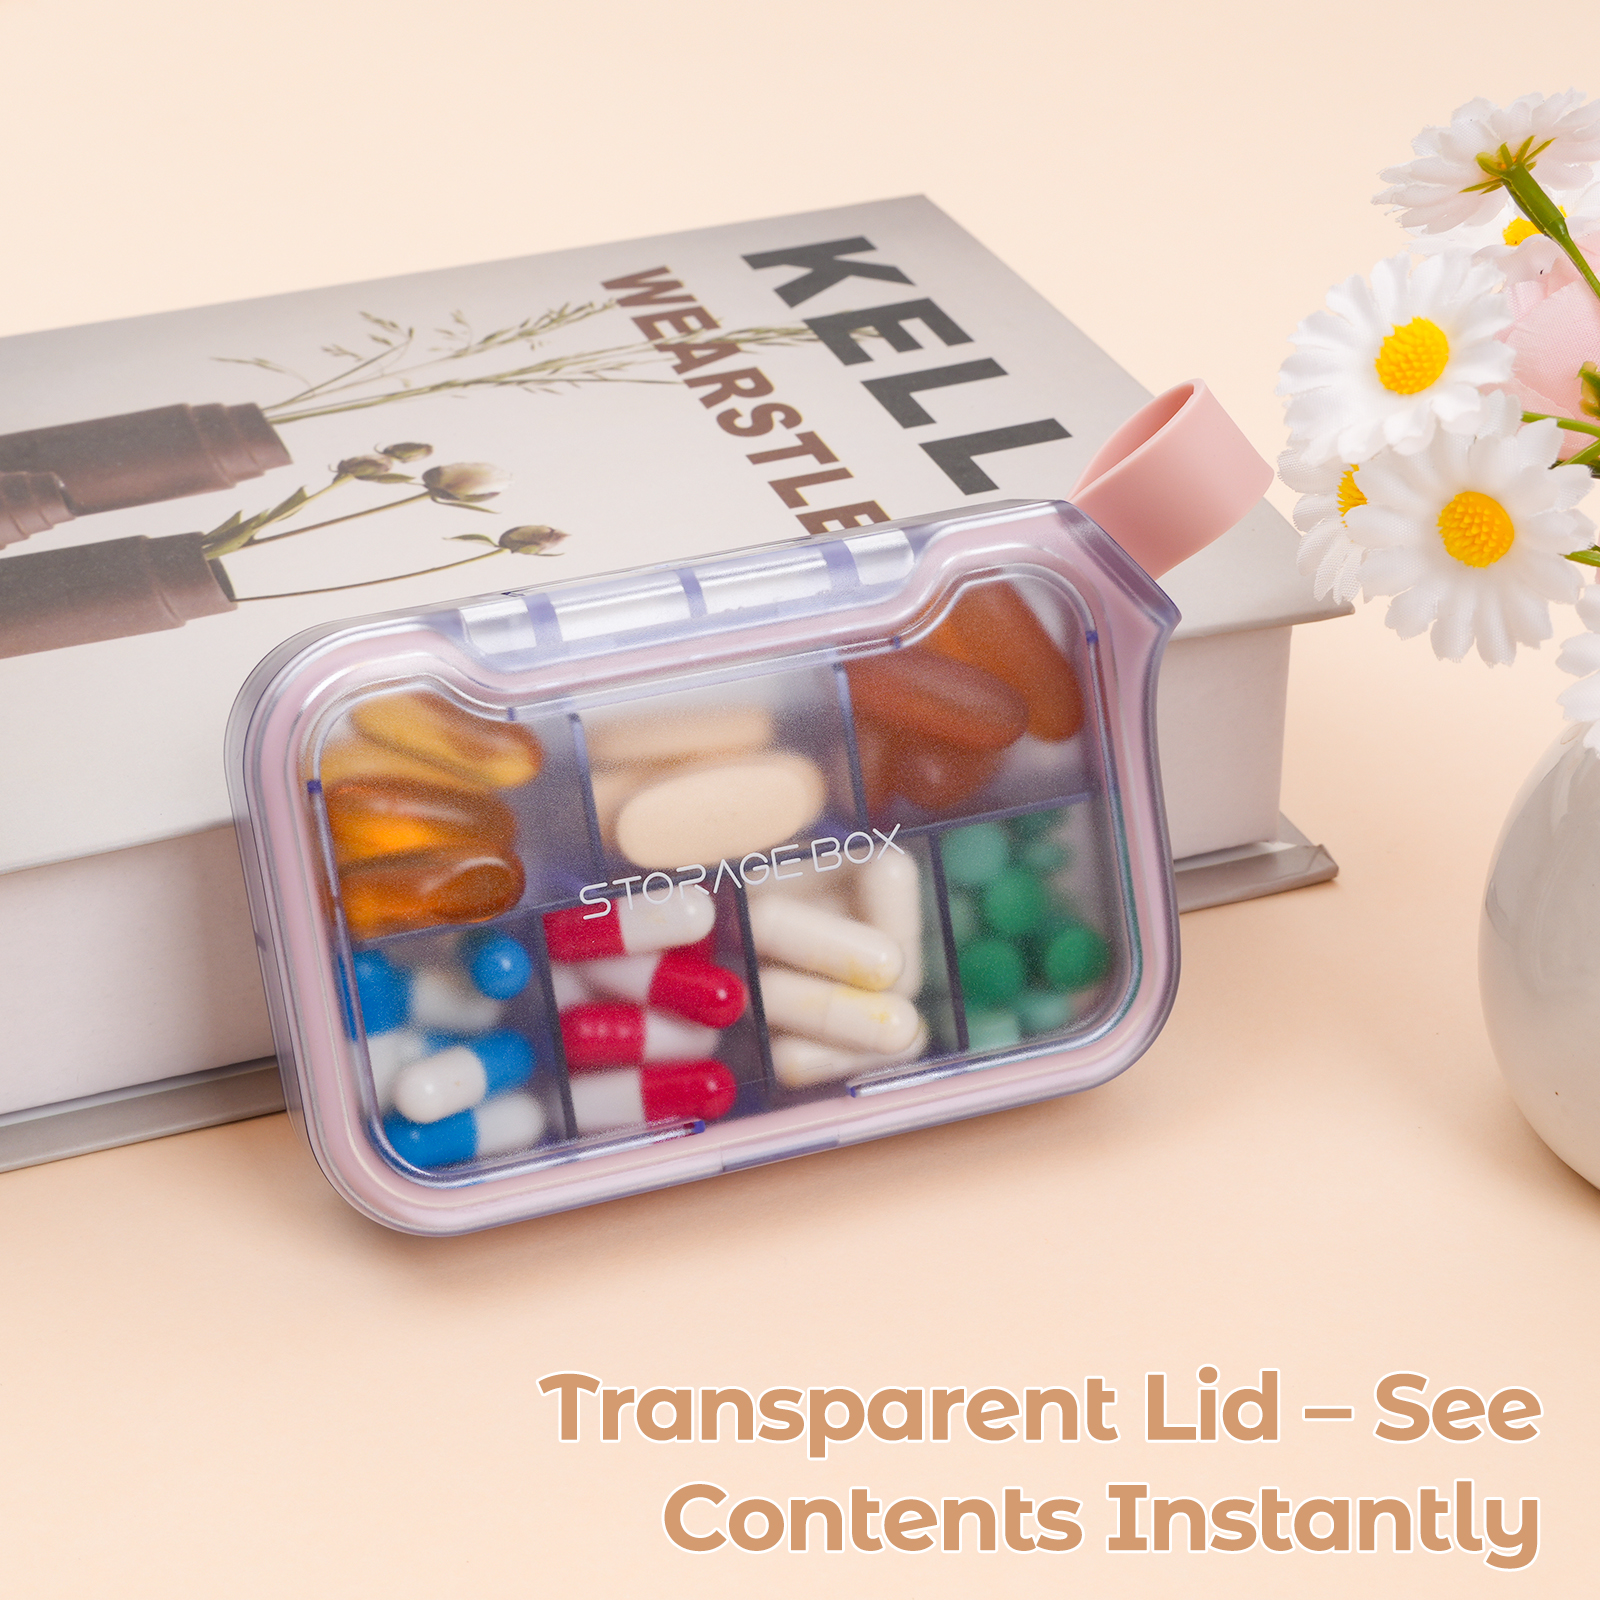 KELL
WEARSTLE
STORAGE BOX
Transparent Lid – See
Contents Instantly